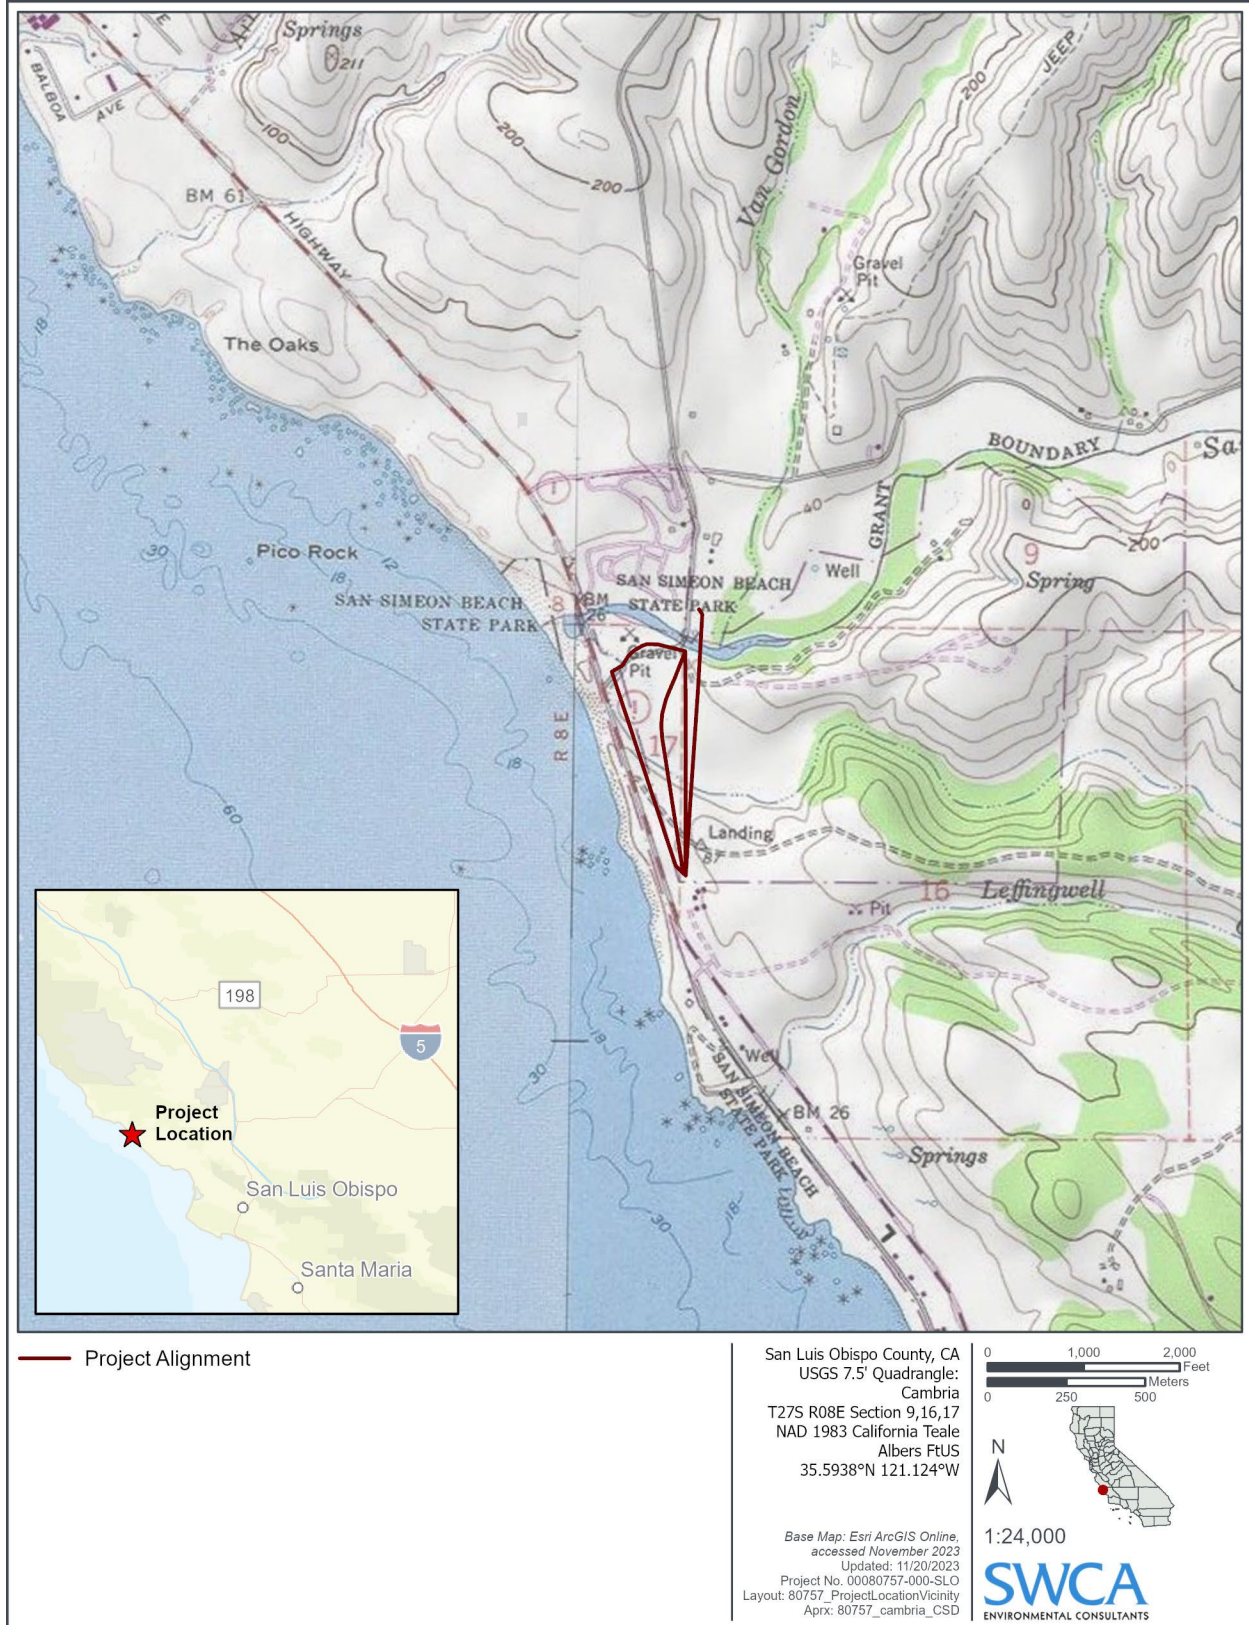 Springs
211
BALBOA
AVE
100
200
200
200
JEEP
Van Gordon
BM 61
HIGHWAY
Gravel
Pit
18
The Oaks
BOUNDARY
GRANT
40
30
Pico Rock
12
18
0
9
200
Well
Spring
SAN SIMEON BEACH
STATE PARK
SAN SIMEON BEACH
STATE PARK
8
BM
26
Gravel
Pit
R 8E
17
18
60
Landing
87
16
Leffingwell
Pit
18
30
Well
SAN SIMEON BEACH
STATE PARK
BM 26
Springs
30
18
1
198
5
Project
Location
San Luis Obispo
Santa Maria
Project Alignment
San Luis Obispo County, CA
USGS 7.5' Quadrangle:
Cambria
T27S R08E Section 9,16,17
NAD 1983 California Teale
Albers FtUS
35.5938°N 121.124°W
Base Map: Esri ArcGIS Online,
accessed November 2023
Updated: 11/20/2023
Project No. 00080757-000-SLO
Layout: 80757_ProjectLocationVicinity
Aprx: 80757_cambria_CSD
0 1,000 2,000
Feet
Meters
0 250 500
N
1:24,000
SWCA
ENVIRONMENTAL CONSULTANTS